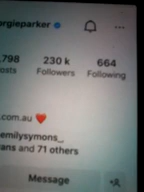 orgieparker
,798 230 k 664
osts Followers Following
.com.au ❤️
emilysymons_,
ans and 71 others
Message